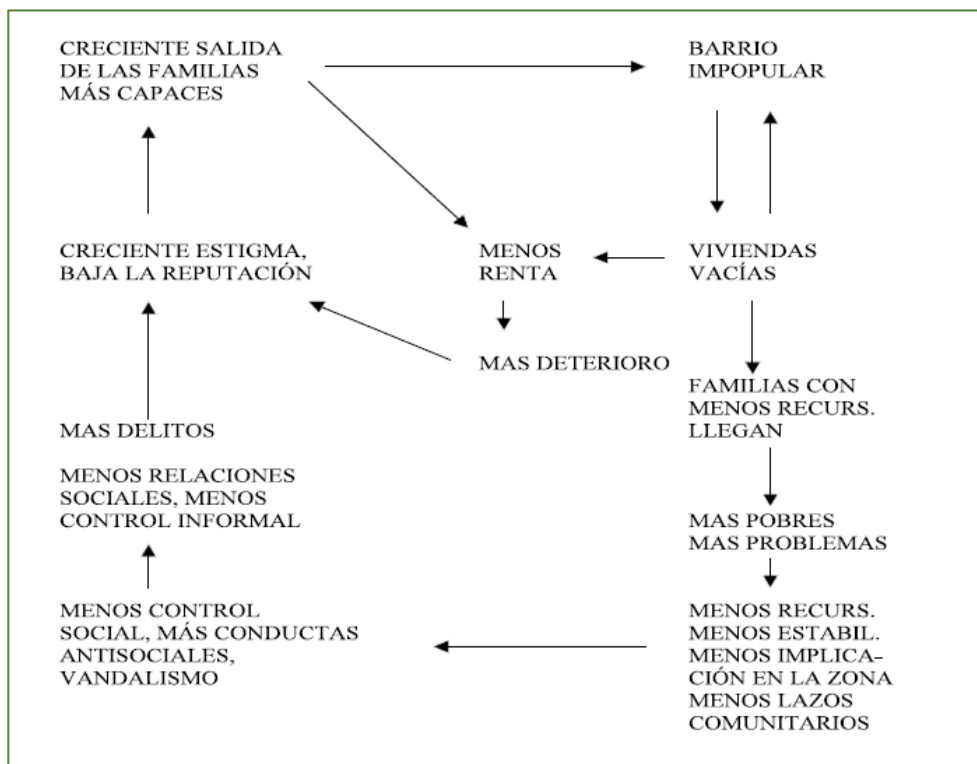 CRECIENTE SALIDA
DE LAS FAMILIAS
MÁS CAPACES
BARRIO
IMPOPULAR
CRECIENTE ESTIGMA,
BAJA LA REPUTACIÓN
MENOS
RENTA
VIVIENDAS
VACÍAS
MAS DETERIORO
FAMILIAS CON
MENOS RECURS.
LLEGAN
MAS DELITOS
MENOS RELACIONES
SOCIALES, MENOS
CONTROL INFORMAL
MAS POBRES
MAS PROBLEMAS
MENOS CONTROL
SOCIAL, MÁS CONDUCTAS
ANTISOCIALES,
VANDALISMO
MENOS RECURS.
MENOS ESTABIL.
MENOS IMPLICA-
CIÓN EN LA ZONA
MENOS LAZOS
COMUNITARIOS